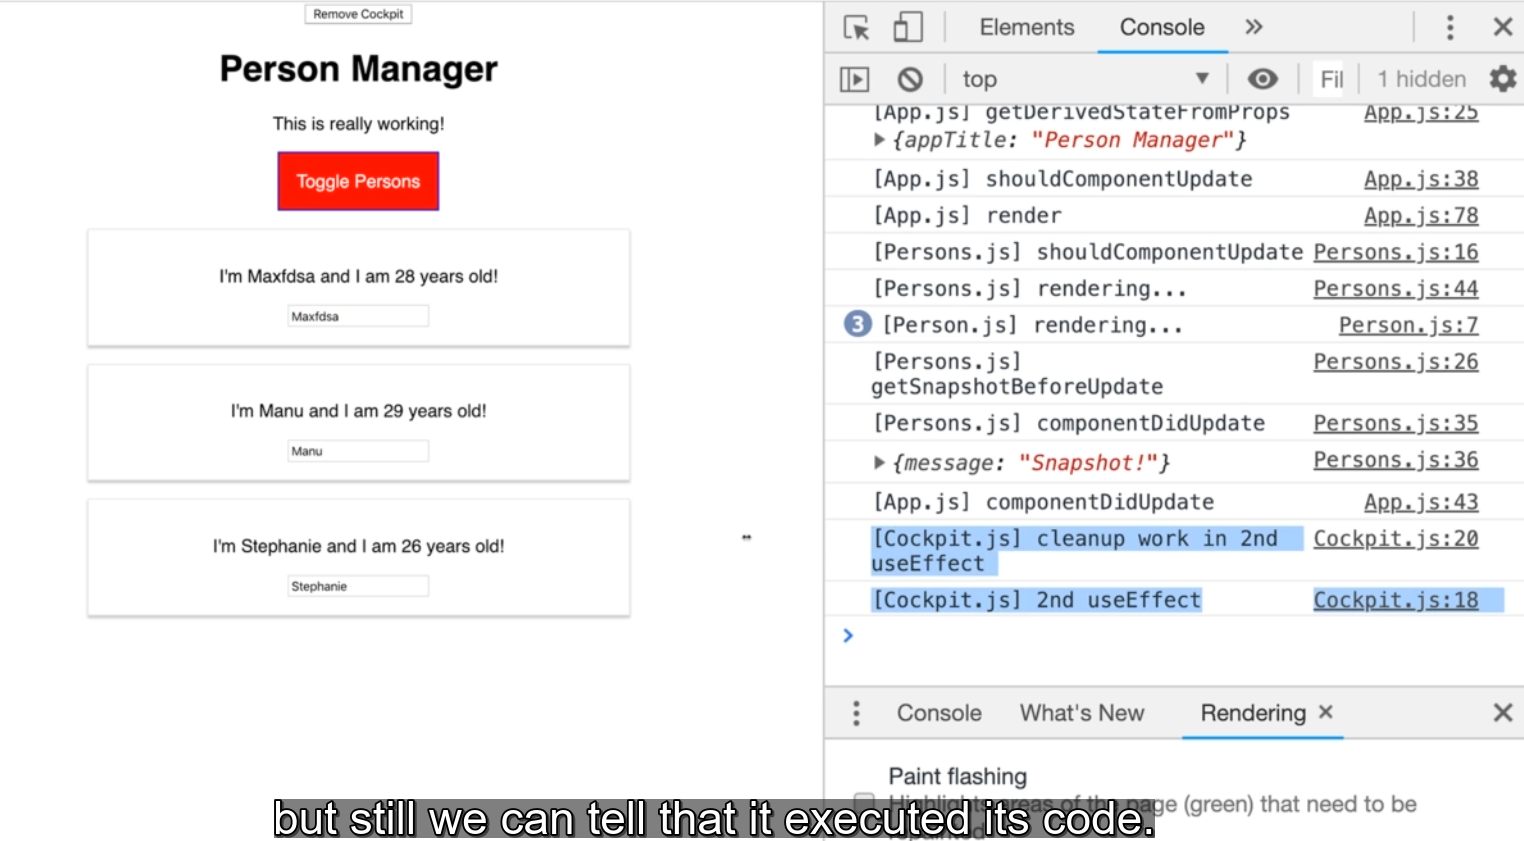 Remove Cockpit
Person Manager
This is really working!
Toggle Persons
I'm Maxfdsa and I am 28 years old!
Maxfdsa
I'm Manu and I am 29 years old!
Manu
I'm Stephanie and I am 26 years old!
Stephanie
Elements Console »
top Fil 1 hidden
[App.js] getDerivedStateFromProps App.js:25
{appTitle: "Person Manager"}
[App.js] shouldComponentUpdate App.js:38
[App.js] render App.js:78
[Persons.js] shouldComponentUpdate Persons.js:16
[Persons.js] rendering... Persons.js:44
3 [Person.js] rendering... Person.js:7
[Persons.js] Persons.js:26
getSnapshotBeforeUpdate
[Persons.js] componentDidUpdate Persons.js:35
{message: "Snapshot!"} Persons.js:36
[App.js] componentDidUpdate App.js:43
[Cockpit.js] cleanup work in 2nd Cockpit.js:20
useEffect
[Cockpit.js] 2nd useEffect Cockpit.js:18
Console What's New Rendering
Paint flashing
Highlights areas of the page (green) that need to be
repainted
but still we can tell that it executed its code.